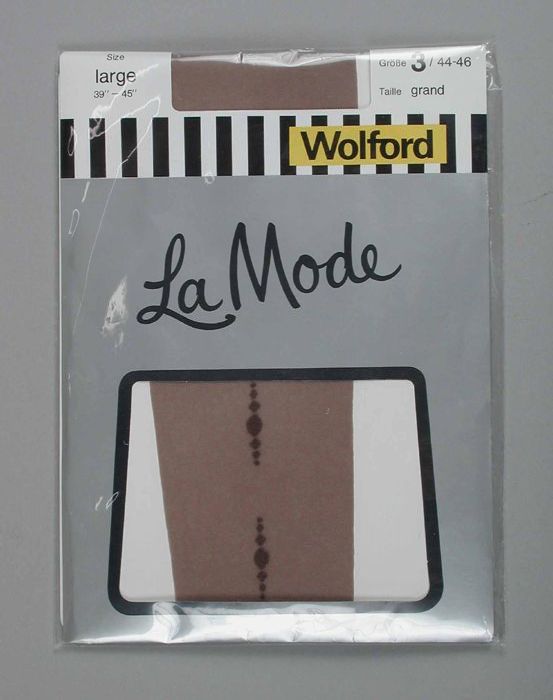 Size
large
39" – 45"
Größe 3 / 44-46
Taille grand
Wolford
La Mode